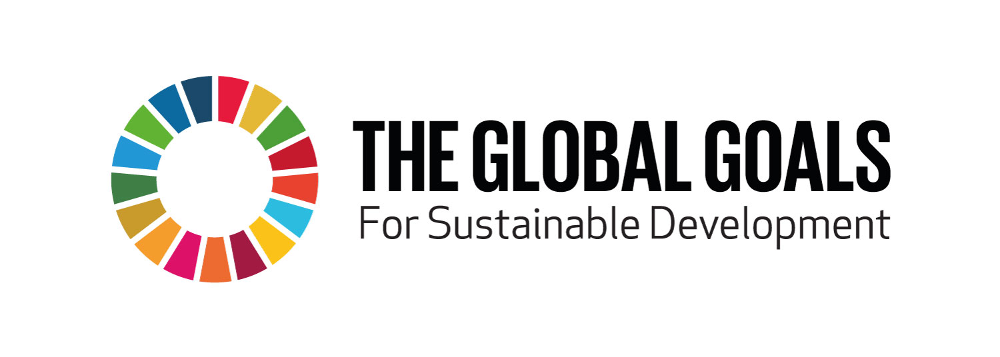 THE GLOBAL GOALS
For Sustainable Development